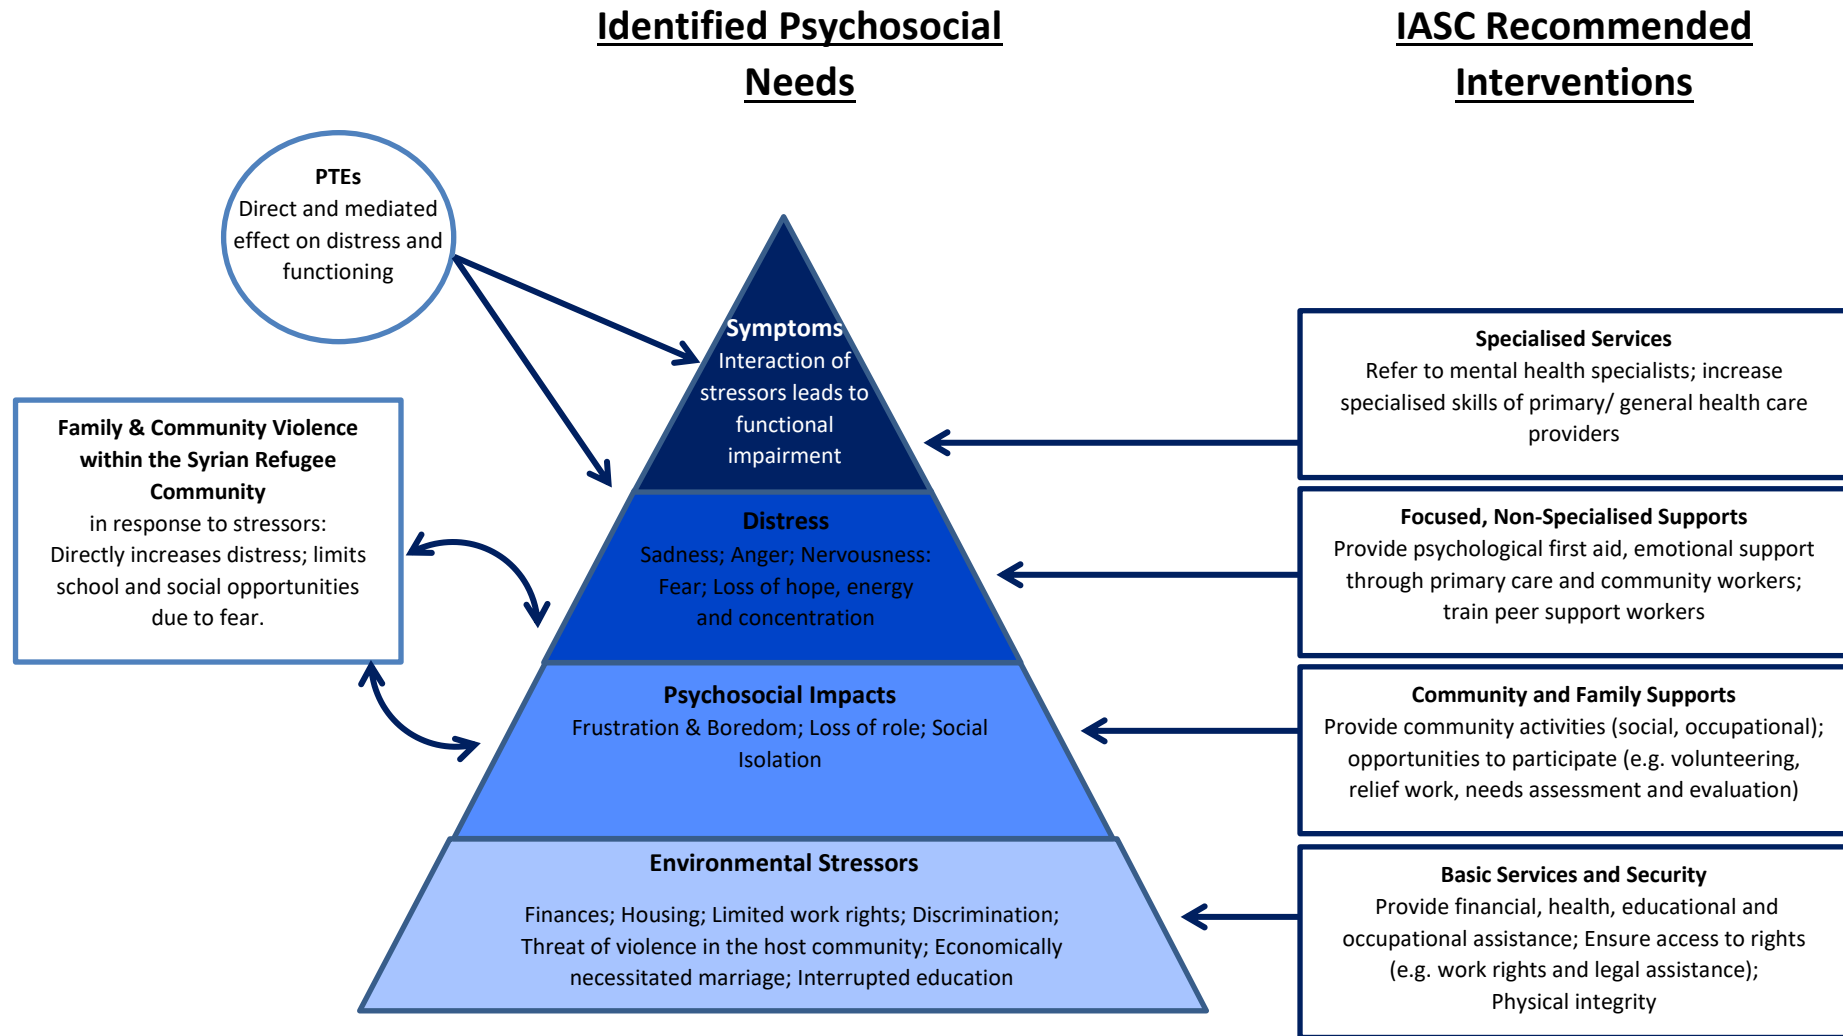 Identified Psychosocial
Needs
IASC Recommended
Interventions
PTEs
Direct and mediated
effect on distress and
functioning
Family & Community Violence
within the Syrian Refugee
Community
in response to stressors:
Directly increases distress; limits
school and social opportunities
due to fear.
Symptoms
Interaction of
stressors leads to
functional
impairment
Distress
Sadness; Anger; Nervousness:
Fear; Loss of hope, energy
and concentration
Psychosocial Impacts
Frustration & Boredom; Loss of role; Social
Isolation
Environmental Stressors
Finances; Housing; Limited work rights; Discrimination;
Threat of violence in the host community; Economically
necessitated marriage; Interrupted education
Specialised Services
Refer to mental health specialists; increase
specialised skills of primary/ general health care
providers
Focused, Non-Specialised Supports
Provide psychological first aid, emotional support
through primary care and community workers;
train peer support workers
Community and Family Supports
Provide community activities (social, occupational);
opportunities to participate (e.g. volunteering,
relief work, needs assessment and evaluation)
Basic Services and Security
Provide financial, health, educational and
occupational assistance; Ensure access to rights
(e.g. work rights and legal assistance);
Physical integrity